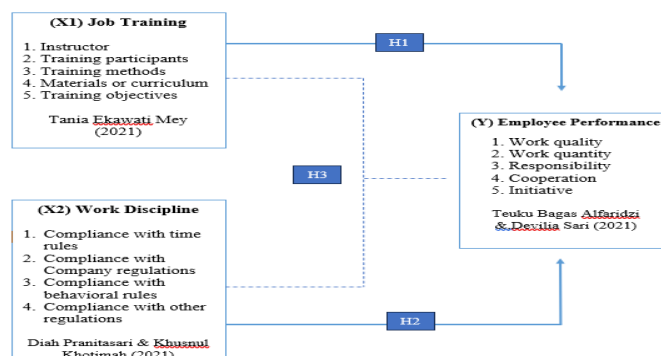 (X1) Job Training
1. Instructor
2. Training participants
3. Training methods
4. Materials or curriculum
5. Training objectives
Tania Ekawati Mey
(2021)
H1
(Y) Employee Performance
1. Work quality
2. Work quantity
3. Responsibility
4. Cooperation
5. Initiative
Teuku Bagas Alfaridzi
& Devilia Sari (2021)
H3
(X2) Work Discipline
1. Compliance with time
rules
2. Compliance with
Company regulations
3. Compliance with
behavioral rules
4. Compliance with other
regulations
Diah Pranitasari & Khusnul
Khotimah (2021)
H2